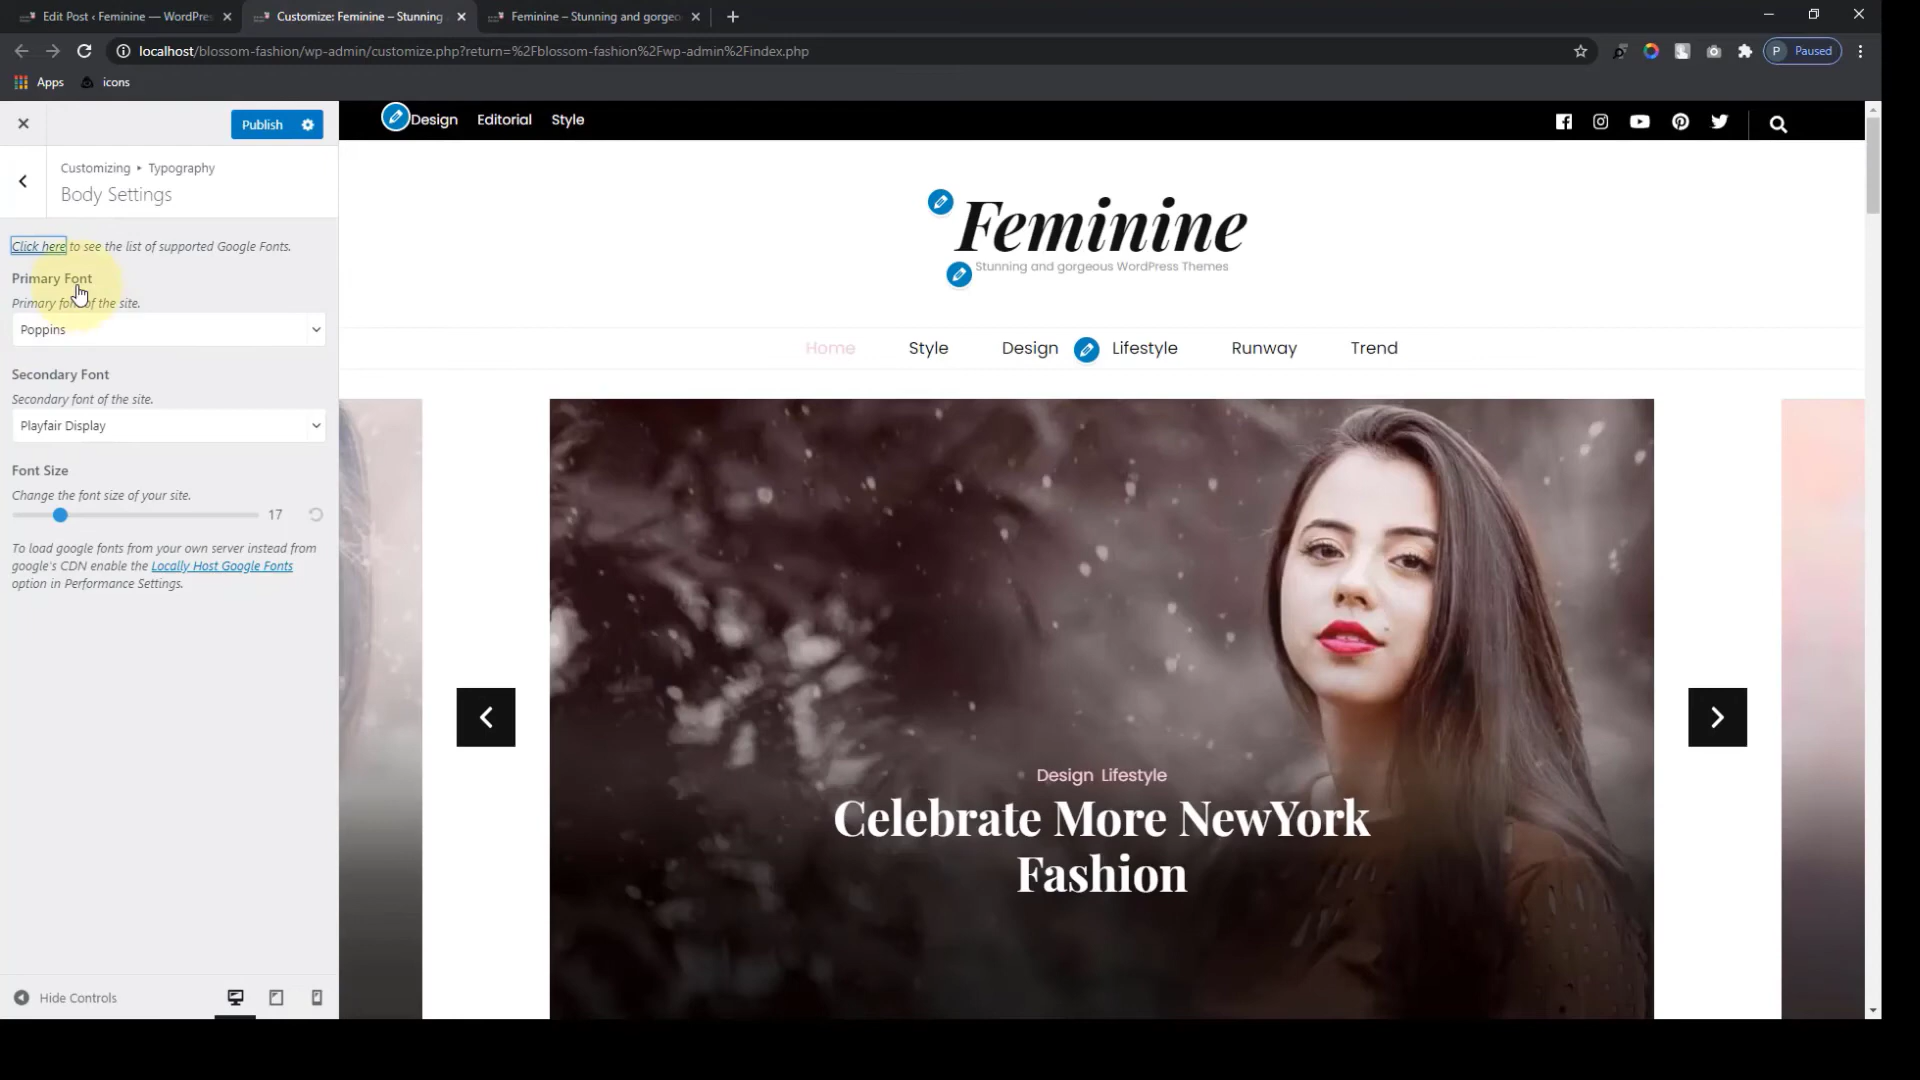 Edit Post ‹ Feminine — WordPres
Customize: Feminine – Stunning
Feminine – Stunning and gorgeo
localhost/blossom-fashion/wp-admin/customize.php?return=%2Fblossom-fashion%2Fwp-admin%2Findex.php
P
Paused
Apps
icons
Publish
Customizing ▸ Typography
Body Settings
Click here to see the list of supported Google Fonts.
Primary Font
Primary font of the site.
Poppins
Secondary Font
Secondary font of the site.
Playfair Display
Font Size
Change the font size of your site.
17
To load google fonts from your own server instead from
google's CDN enable the Locally Host Google Fonts
option in Performance Settings.
Hide Controls
Design Editorial Style
Feminine
Stunning and gorgeous WordPress Themes
Home Style Design Lifestyle Runway Trend
Design Lifestyle
Celebrate More NewYork
Fashion